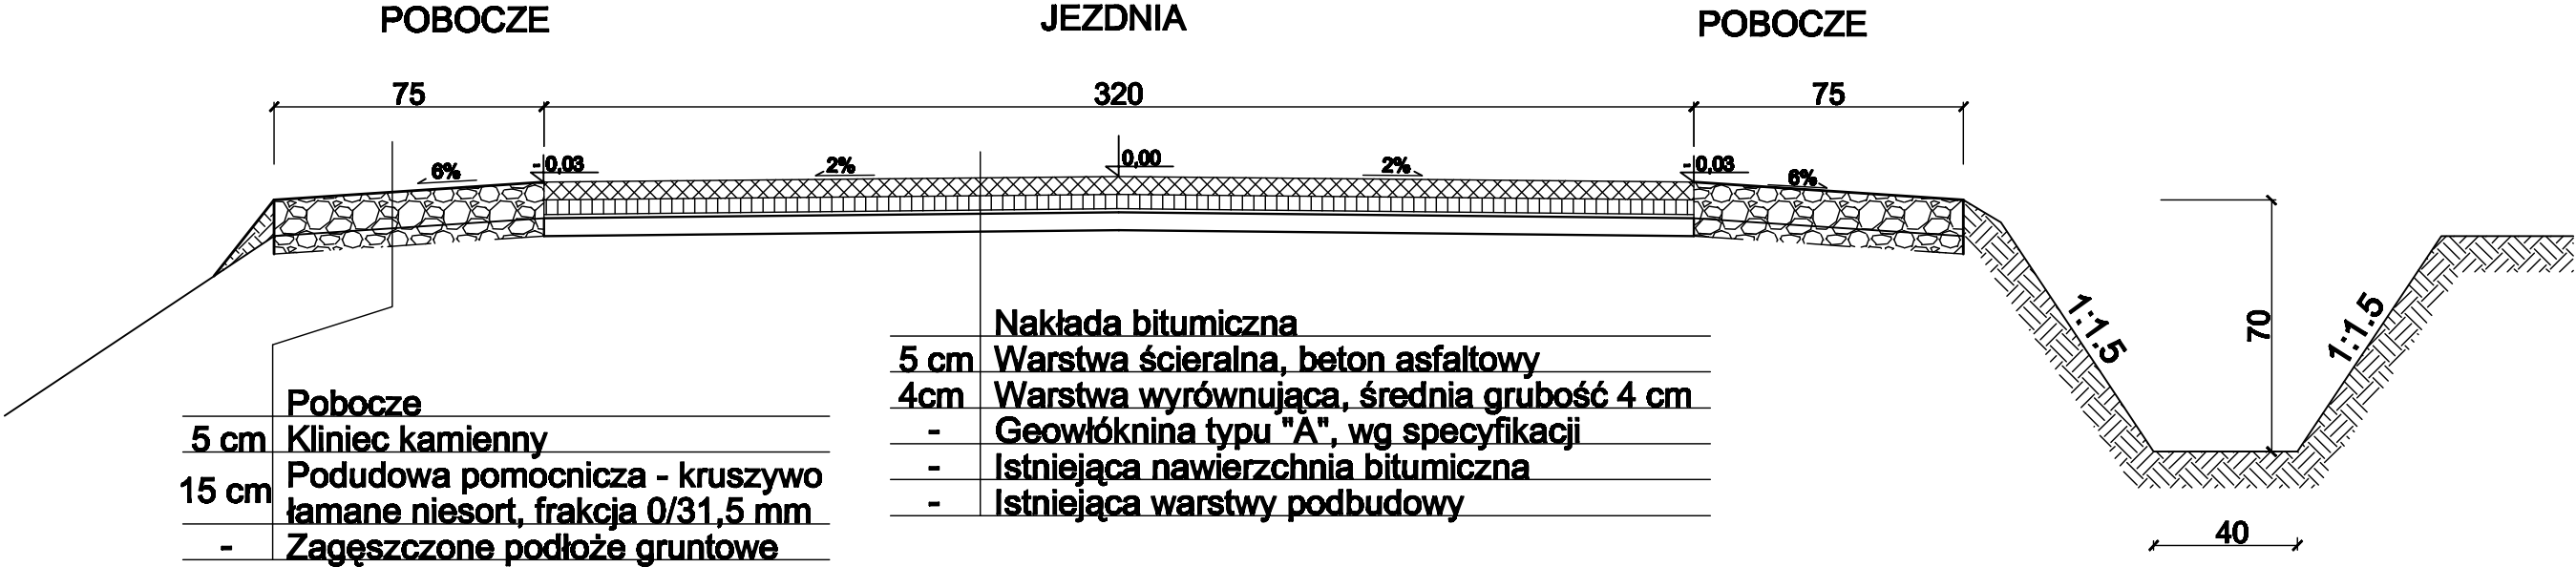 POBOCZE
JEZDNIA
POBOCZE
75
320
75
6%
- 0,03
2%
0,00
2%
- 0,03
6%
1:1.5
70
1:1.5
40
Pobocze
5 cm Kliniec kamienny
15 cm Podudowa pomocnicza - kruszywo
łamane niesort, frakcja 0/31,5 mm
- Zagęszczone podłoże gruntowe
Nakłada bitumiczna
5 cm Warstwa ścieralna, beton asfaltowy
4cm Warstwa wyrównująca, średnia grubość 4 cm
- Geowłóknina typu "A", wg specyfikacji
- Istniejąca nawierzchnia bitumiczna
- Istniejąca warstwy podbudowy